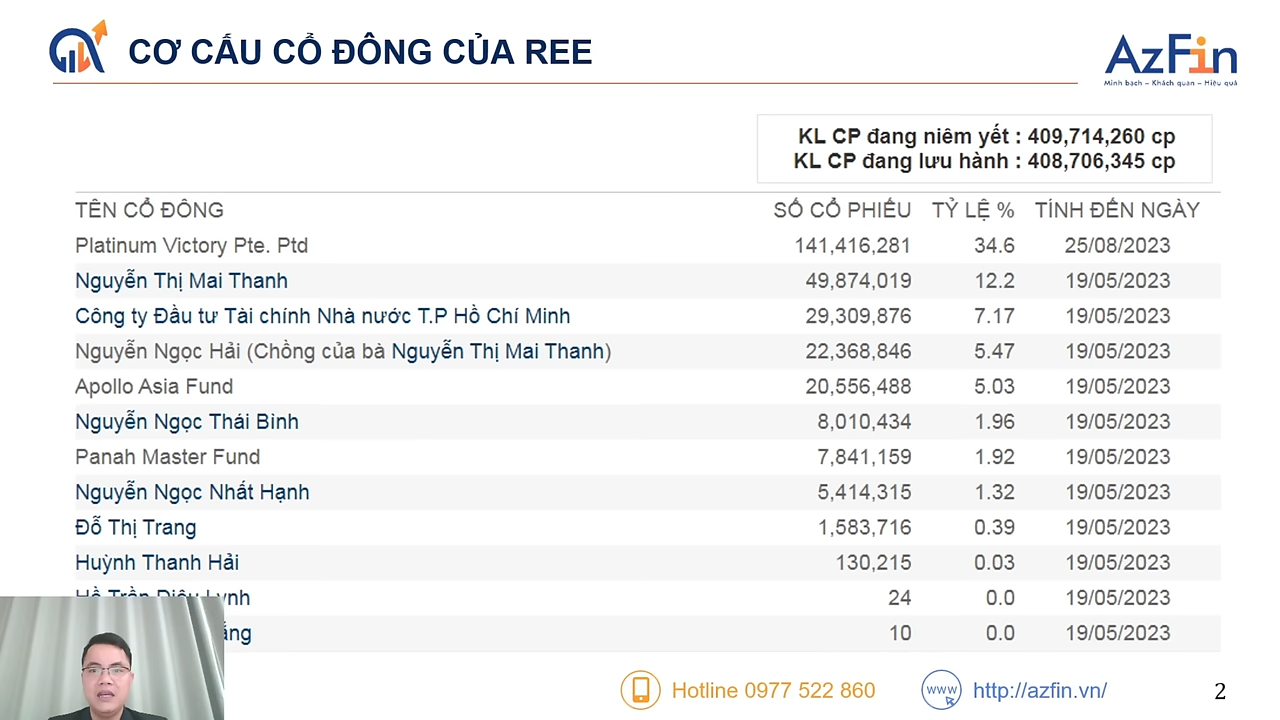 CƠ CẤU CỔ ĐÔNG CỦA REE
AzFin
Minh bạch – Khách quan – Hiệu quả
KL CP đang niêm yết : 409,714,260 cp
KL CP đang lưu hành : 408,706,345 cp
TÊN CỔ ĐÔNG SỐ CỔ PHIẾU TỶ LỆ % TÍNH ĐẾN NGÀY
Platinum Victory Pte. Ptd 141,416,281 34.6 25/08/2023
Nguyễn Thị Mai Thanh 49,874,019 12.2 19/05/2023
Công ty Đầu tư Tài chính Nhà nước T.P Hồ Chí Minh 29,309,876 7.17 19/05/2023
Nguyễn Ngọc Hải (Chồng của bà Nguyễn Thị Mai Thanh) 22,368,846 5.47 19/05/2023
Apollo Asia Fund 20,556,488 5.03 19/05/2023
Nguyễn Ngọc Thái Bình 8,010,434 1.96 19/05/2023
Panah Master Fund 7,841,159 1.92 19/05/2023
Nguyễn Ngọc Nhất Hạnh 5,414,315 1.32 19/05/2023
Đỗ Thị Trang 1,583,716 0.39 19/05/2023
Huỳnh Thanh Hải 130,215 0.03 19/05/2023
Hồ Trần Diệu Lynh 24 0.0 19/05/2023
10 0.0 19/05/2023
Hotline 0977 522 860
www
http://azfin.vn/
2